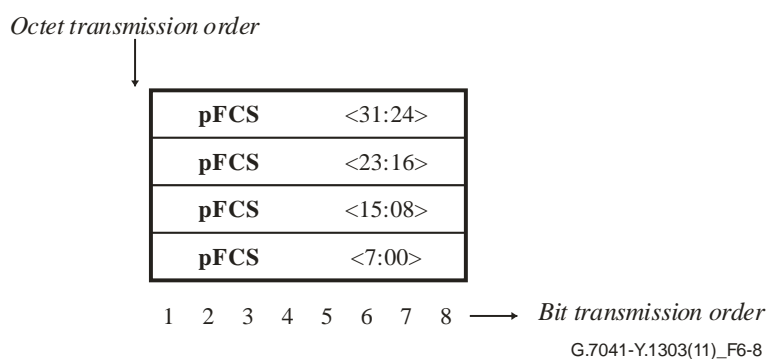 Octet transmission order
pFCS <31:24>
pFCS <23:16>
pFCS <15:08>
pFCS <7:00>
1 2 3 4 5 6 7 8 Bit transmission order
G.7041-Y.1303(11)_F6-8